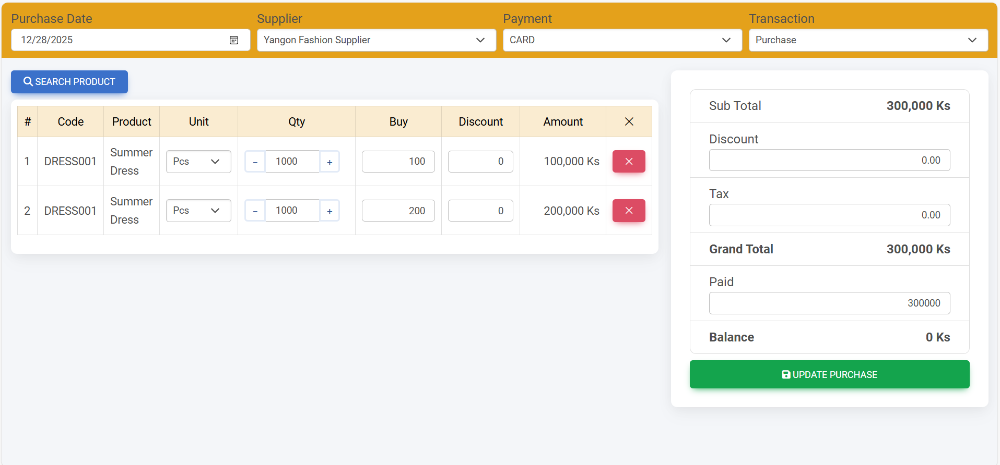 Purchase Date Supplier Payment Transaction
12/28/2025 Yangon Fashion Supplier CARD Purchase
SEARCH PRODUCT
# Code Product Unit Qty Buy Discount Amount
1 DRESS001 Summer Dress Pcs - 1000 + 100 0 100,000 Ks
2 DRESS001 Summer Dress Pcs - 1000 + 200 0 200,000 Ks
Sub Total 300,000 Ks
Discount
0.00
Tax
0.00
Grand Total 300,000 Ks
Paid
300000
Balance 0 Ks
UPDATE PURCHASE